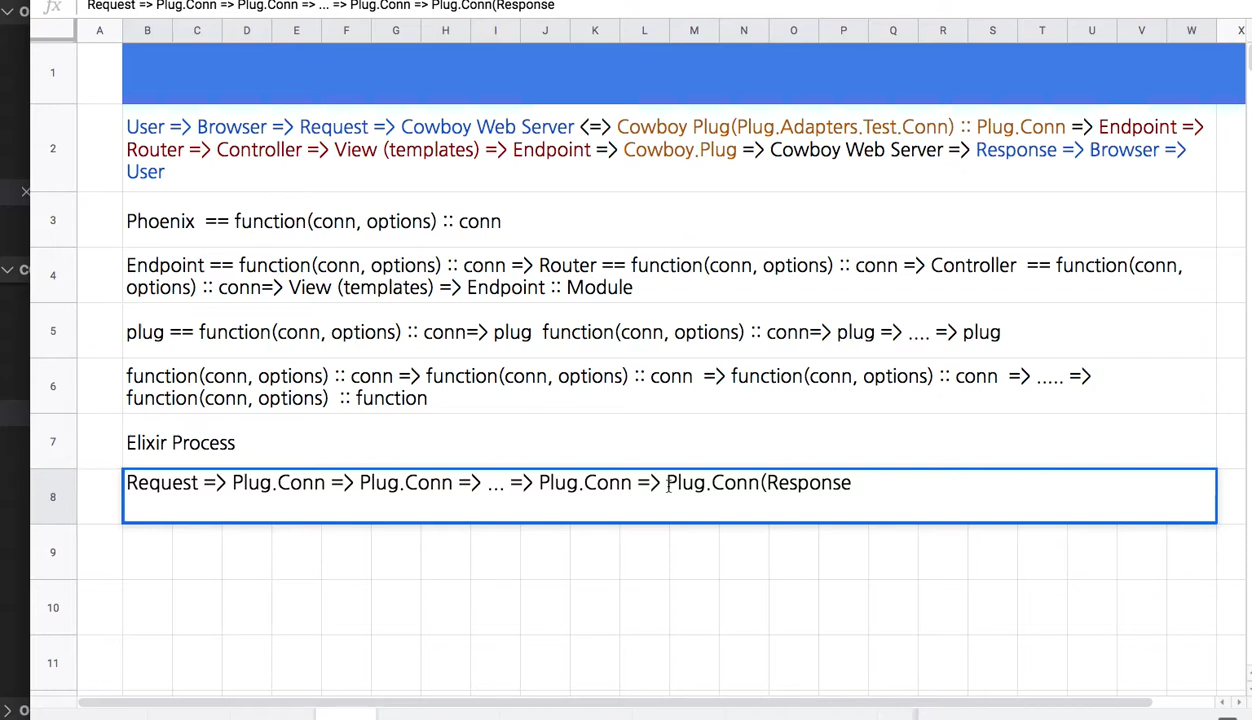 fx Request => Plug.Conn => Plug.Conn => ... => Plug.Conn => Plug.Conn(Response
A B C D E F G H I J K L M N O P Q R S T U V W X
1
2 User => Browser => Request => Cowboy Web Server <=> Cowboy Plug(Plug.Adapters.Test.Conn) :: Plug.Conn => Endpoint =>
Router => Controller => View (templates) => Endpoint => Cowboy.Plug => Cowboy Web Server => Response => Browser =>
User
3 Phoenix == function(conn, options) :: conn
4 Endpoint == function(conn, options) :: conn => Router == function(conn, options) :: conn => Controller == function(conn,
options) :: conn=> View (templates) => Endpoint :: Module
5 plug == function(conn, options) :: conn=> plug function(conn, options) :: conn=> plug => .... => plug
6 function(conn, options) :: conn => function(conn, options) :: conn => function(conn, options) :: conn => ..... =>
function(conn, options) :: function
7 Elixir Process
8 Request => Plug.Conn => Plug.Conn => ... => Plug.Conn => Plug.Conn(Response
9
10
11